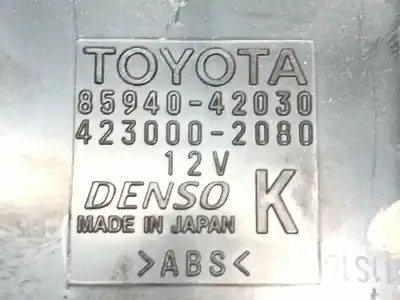 TOYOTA
85940-42030
423000-2080
12V
DENSO K
MADE IN JAPAN
>ABS<